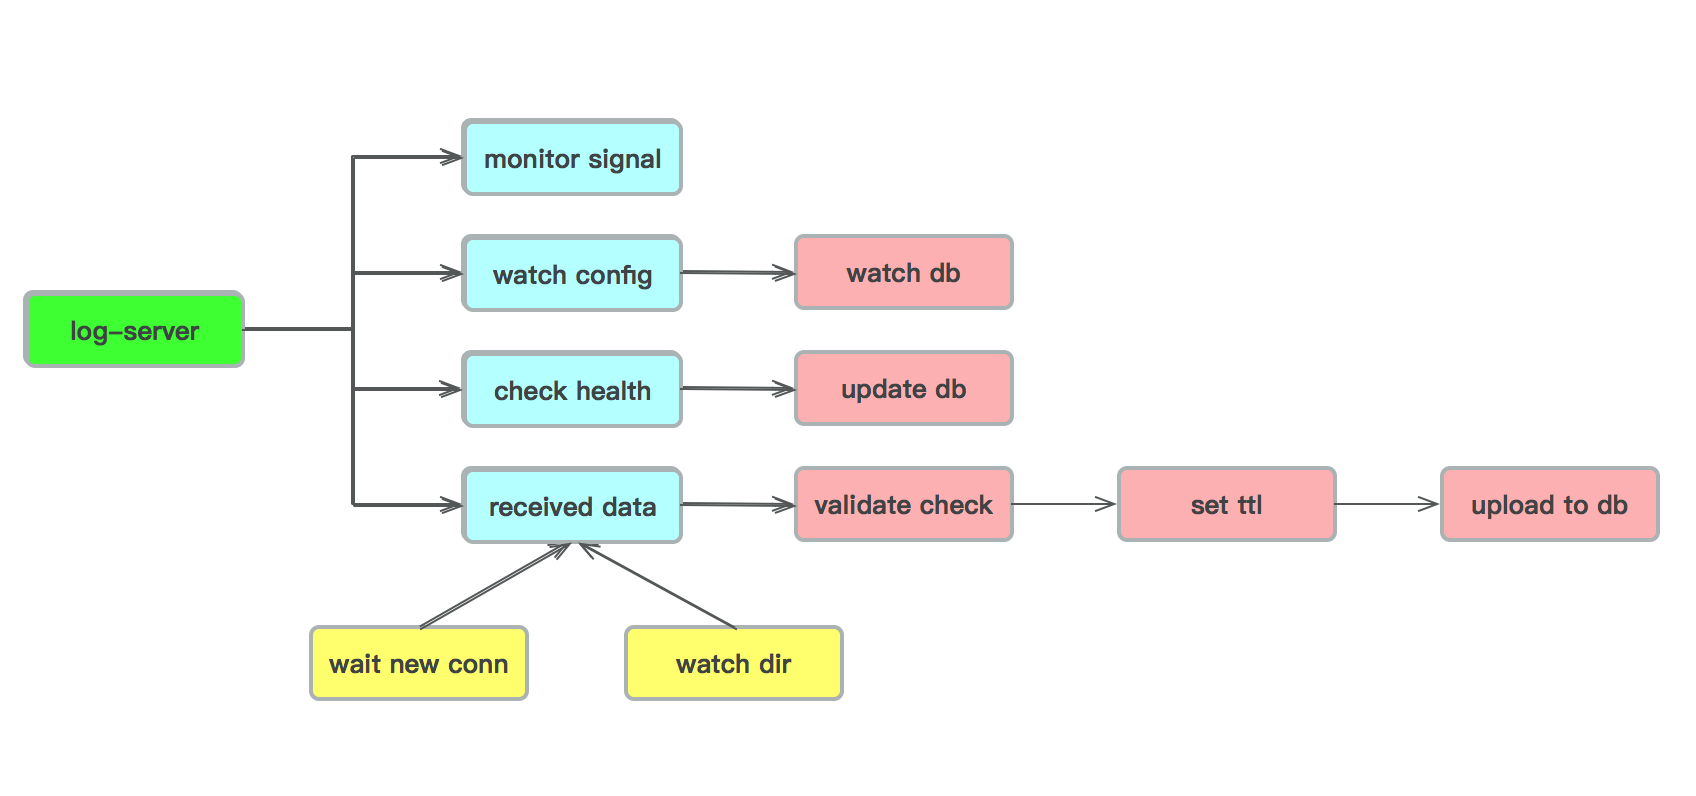 monitor signal
watch config
watch db
log-server
check health
update db
received data
validate check
set ttl
upload to db
wait new conn
watch dir